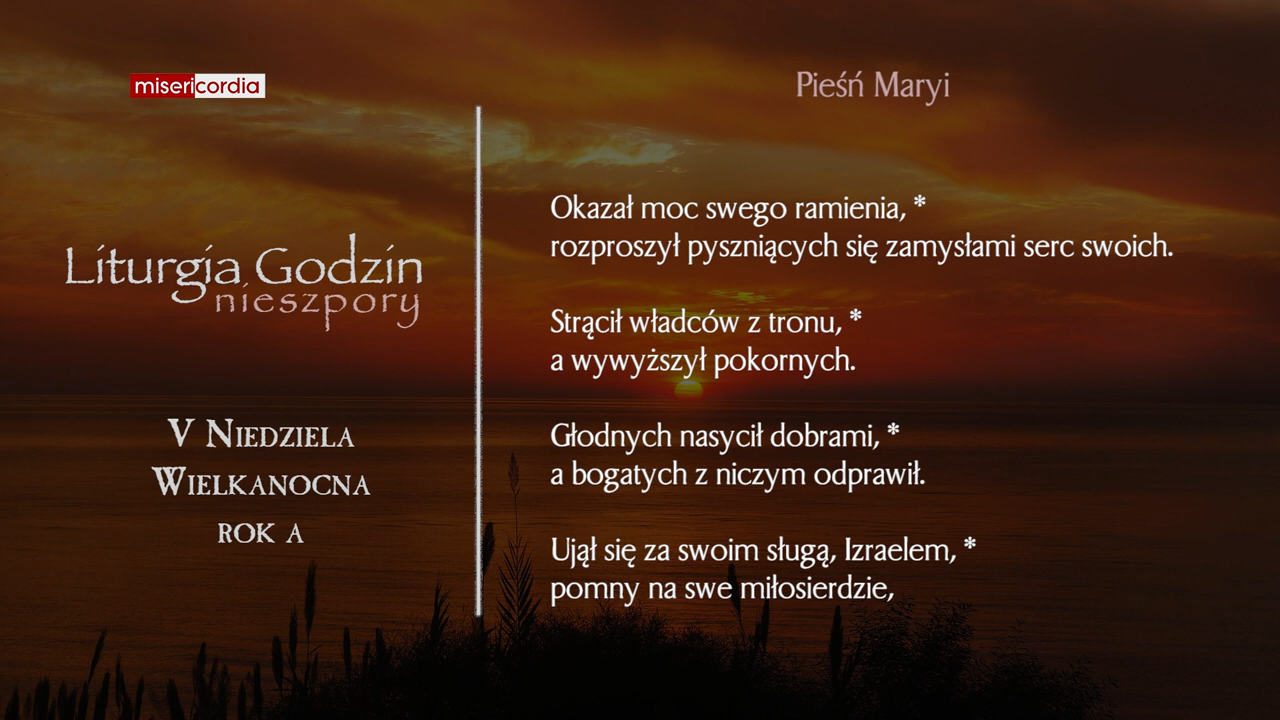 misericordia
Pieśń Maryi
Liturgia Godzin
nieszpory
V Niedziela
Wielkanocna
rok A
Okazał moc swego ramienia, *
rozproszył pyszniących się zamysłami serc swoich.
Strącił władców z tronu, *
a wywyższył pokornych.
Głodnych nasycił dobrami, *
a bogatych z niczym odprawił.
Ujął się za swoim sługą, Izraelem, *
pomny na swe miłosierdzie,